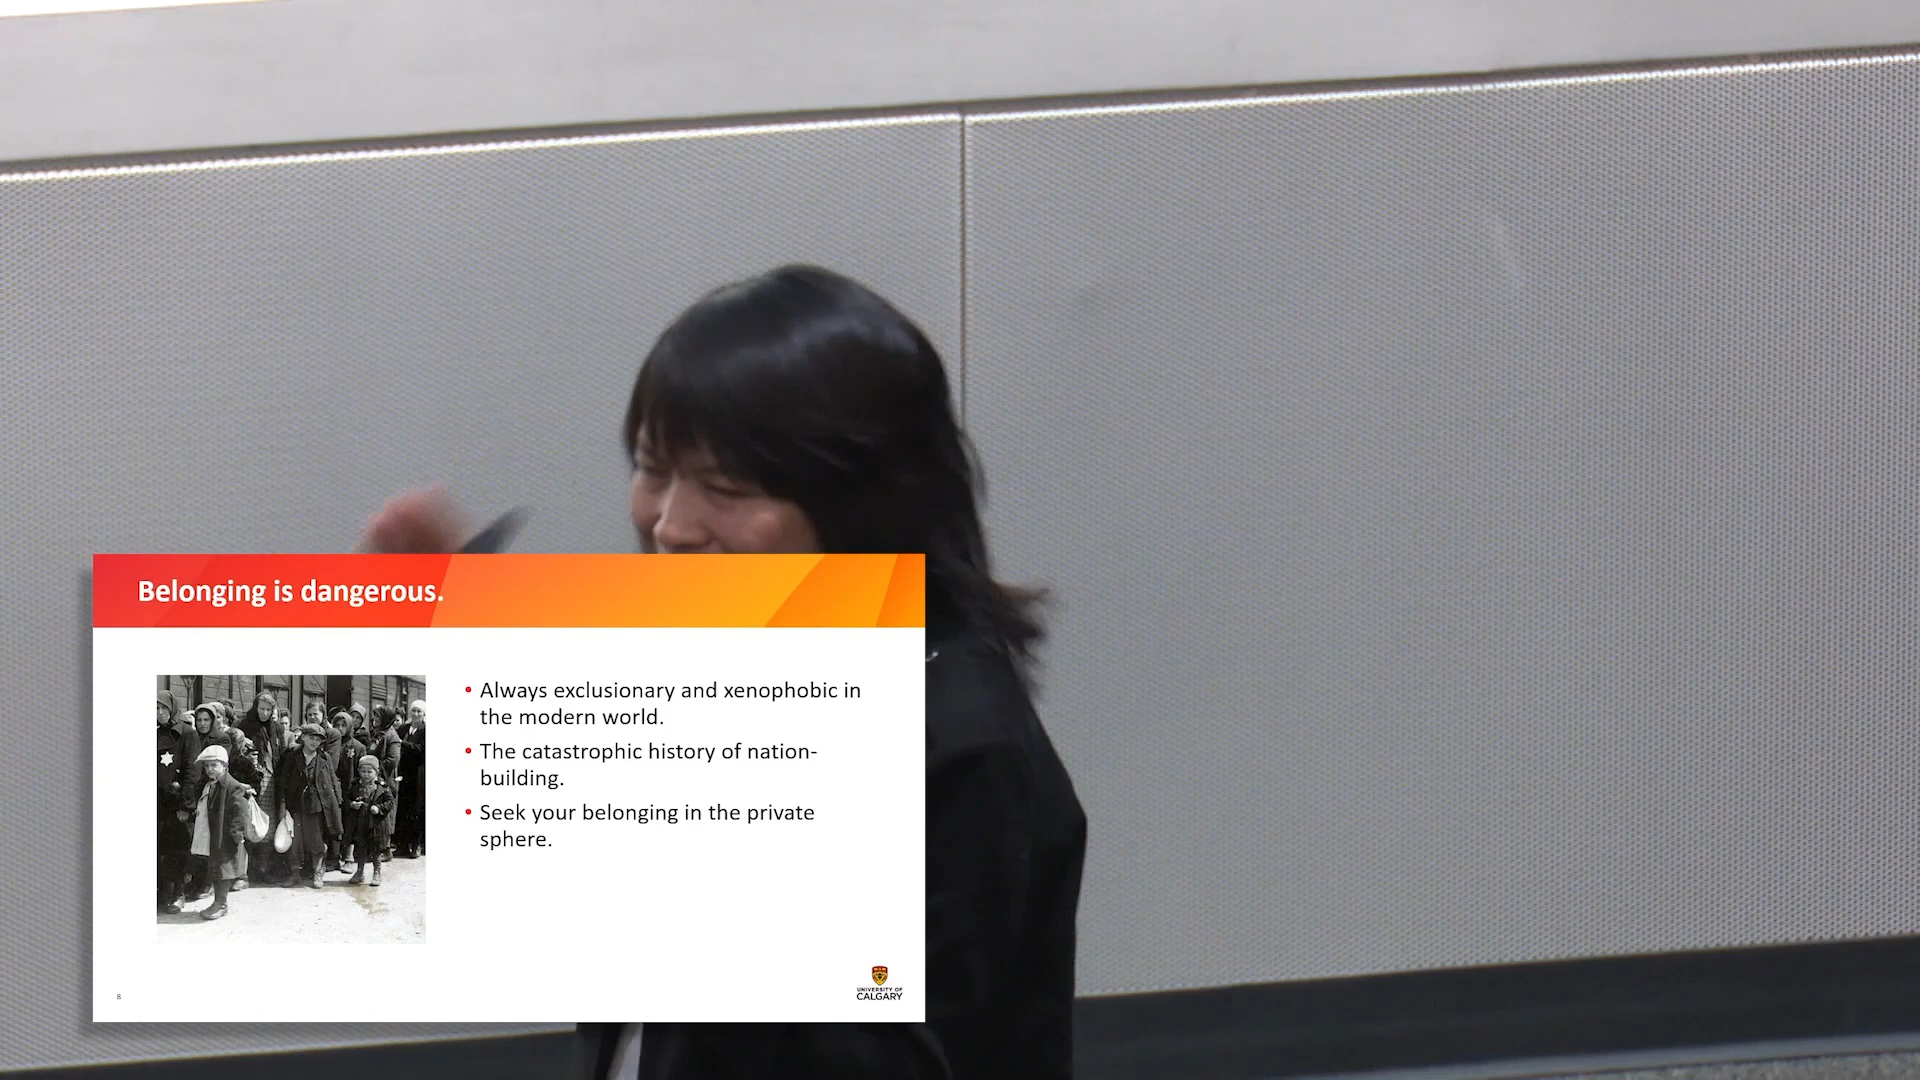 Belonging is dangerous.
• Always exclusionary and xenophobic in
the modern world.
• The catastrophic history of nation-
building.
• Seek your belonging in the private
sphere.
8
UNIVERSITY OF
CALGARY